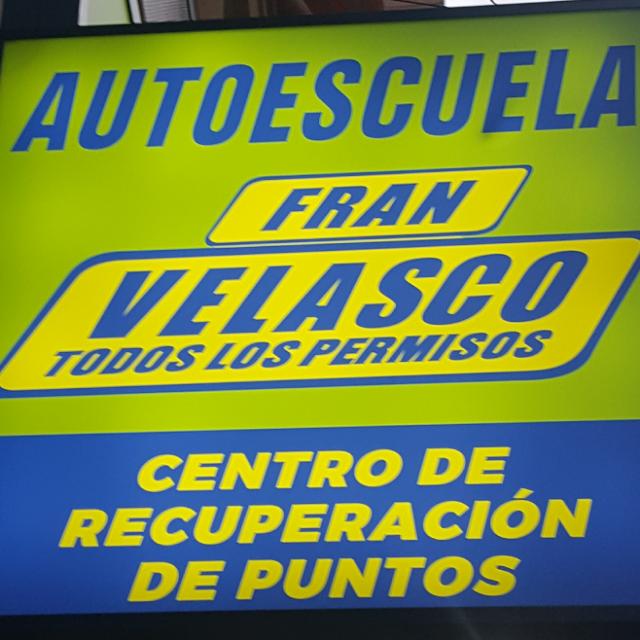 AUTOESCUELA
FRAN
VELASCO
TODOS LOS PERMISOS
CENTRO DE
RECUPERACIÓN
DE PUNTOS